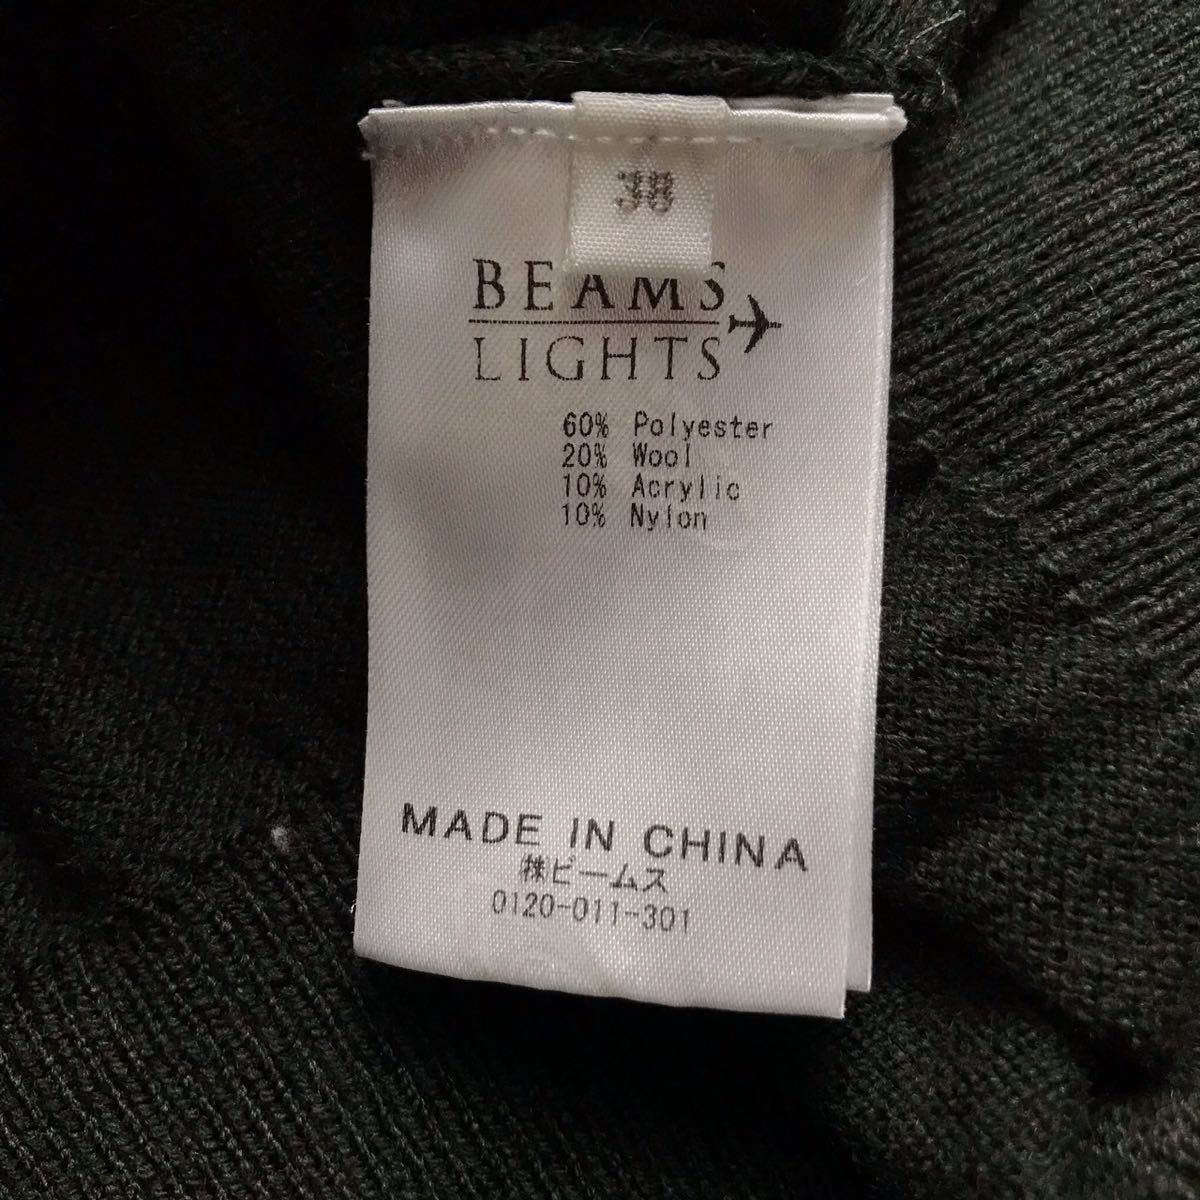 38
BEAMS
LIGHTS
60% Polyester
20% Wool
10% Acrylic
10% Nylon
MADE IN CHINA
㈱ビームス
0120-011-301